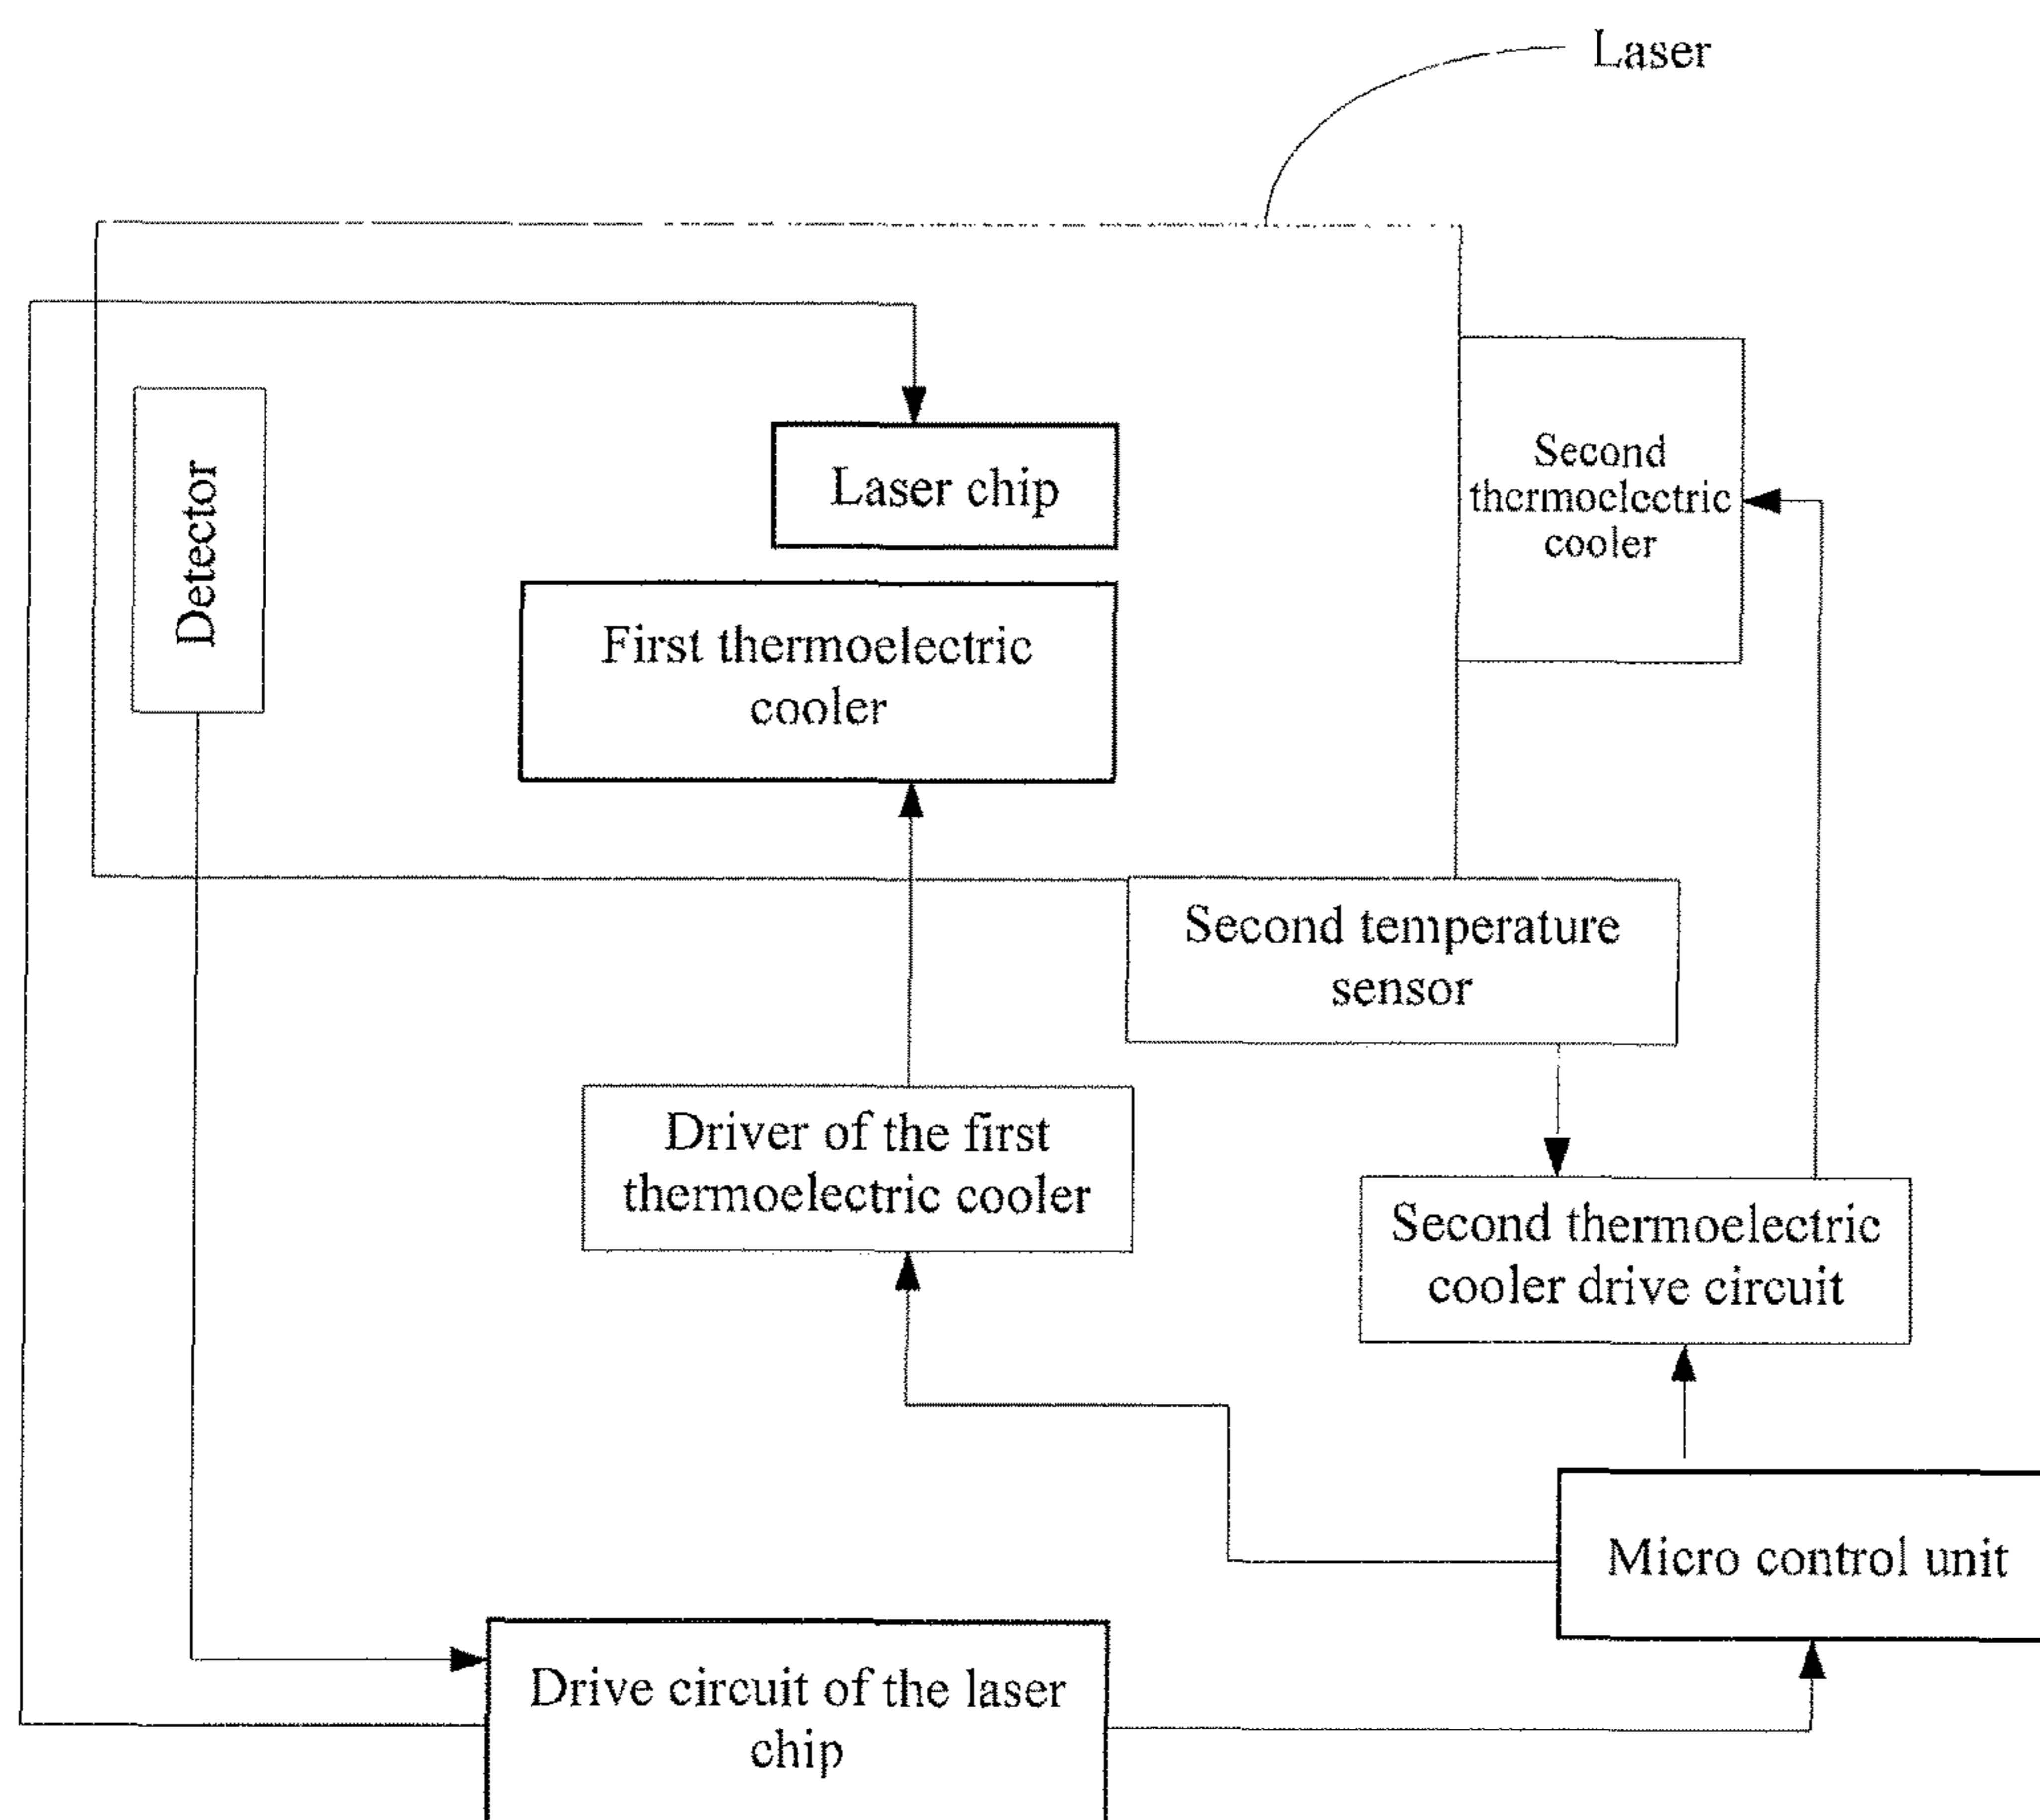 Laser
Detector
Laser chip
Second
thermoelectric
cooler
First thermoelectric
cooler
Second temperature
sensor
Driver of the first
thermoelectric cooler
Second thermoelectric
cooler drive circuit
Micro control unit
Drive circuit of the laser
chip